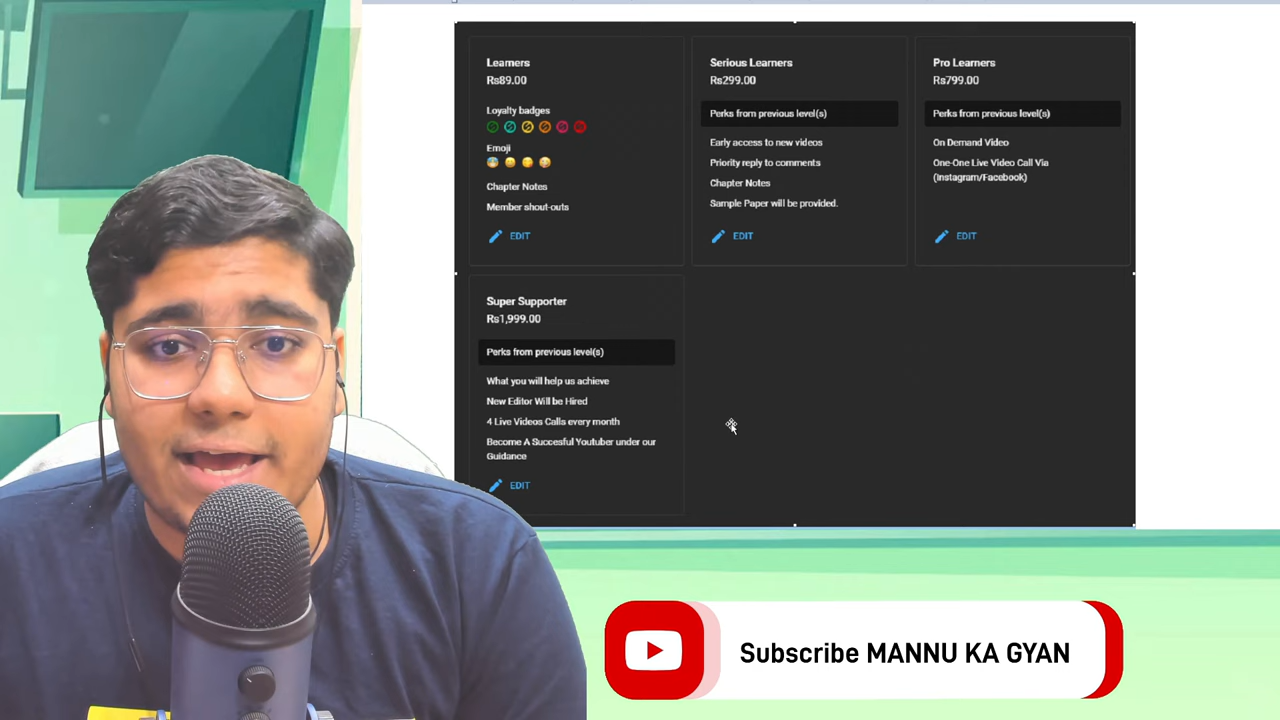 Learners
Rs89.00
Loyalty badges
Emoji
Chapter Notes
Member shout-outs
EDIT
Serious Learners
Rs299.00
Perks from previous level(s)
Early access to new videos
Priority reply to comments
Chapter Notes
Sample Paper will be provided.
EDIT
Pro Learners
Rs799.00
Perks from previous level(s)
On Demand Video
One-One Live Video Call Via
(Instagram/Facebook)
EDIT
Super Supporter
Rs1,999.00
Perks from previous level(s)
What you will help us achieve
New Editor Will be Hired
4 Live Videos Calls every month
Become A Succesful Youtuber under our
Guidance
EDIT
Subscribe MANNU KA GYAN